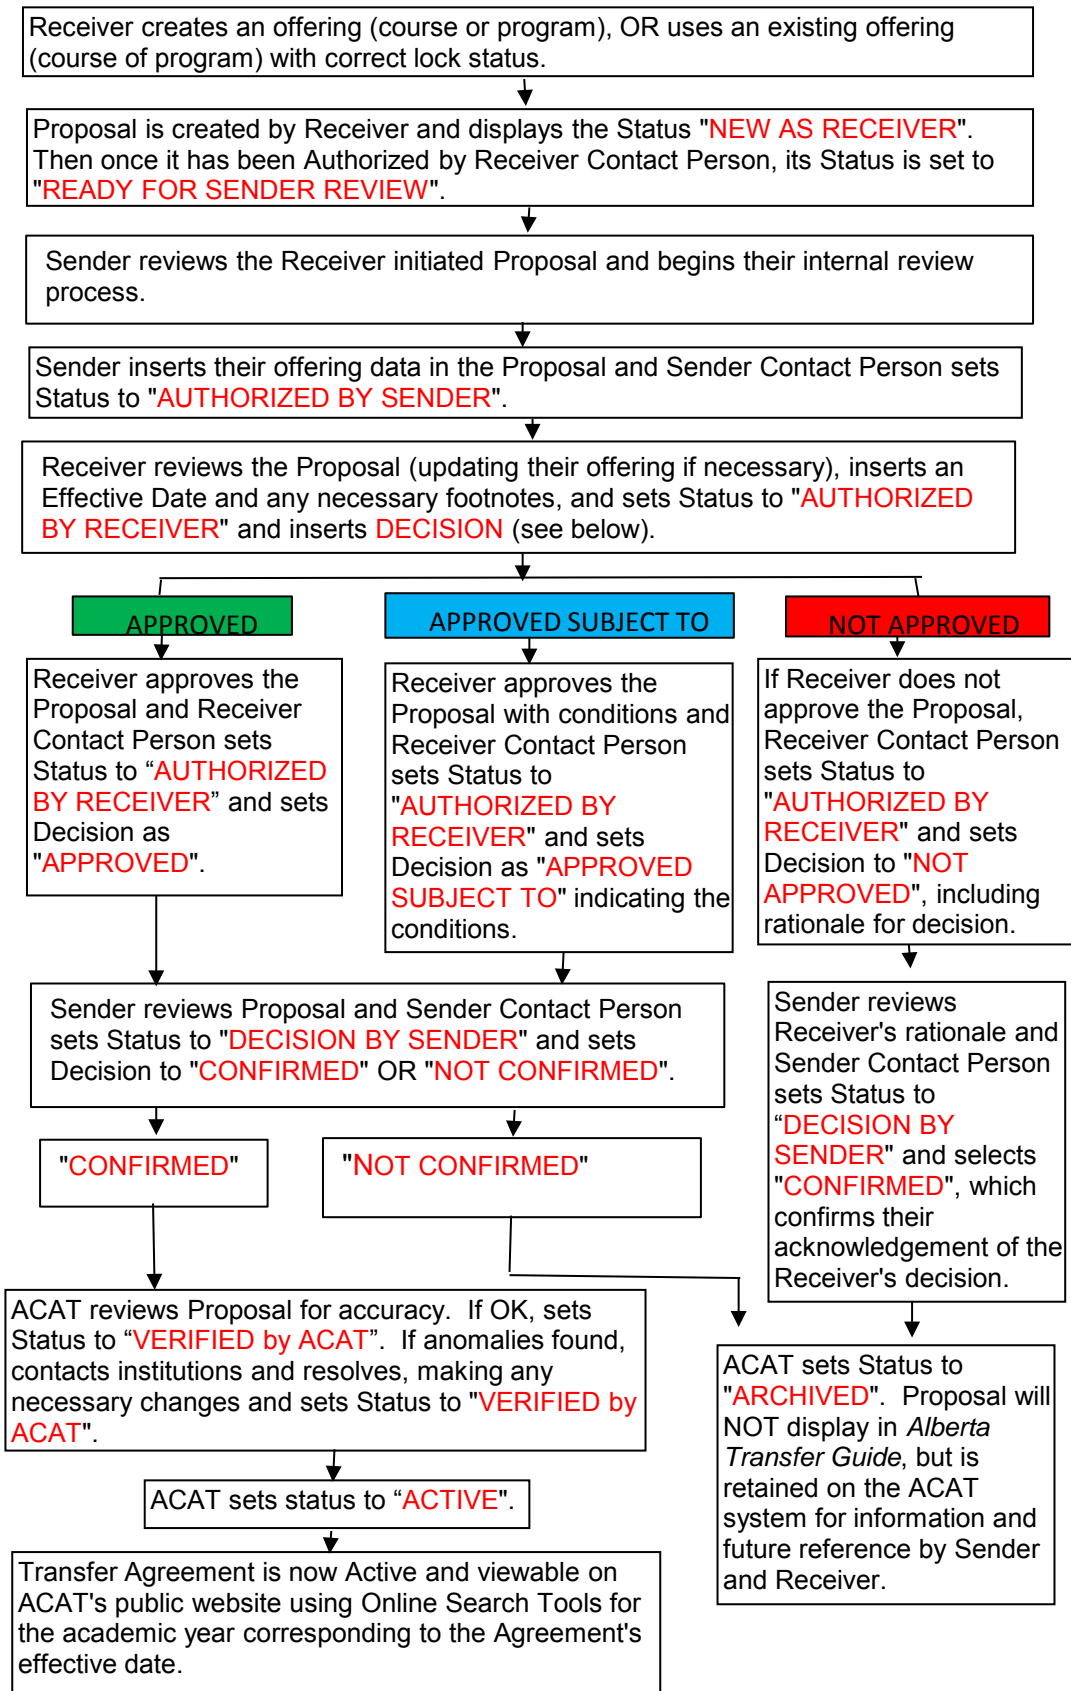 Receiver creates an offering (course or program), OR uses an existing offering
(course of program) with correct lock status.
Proposal is created by Receiver and displays the Status "NEW AS RECEIVER".
Then once it has been Authorized by Receiver Contact Person, its Status is set to
"READY FOR SENDER REVIEW".
Sender reviews the Receiver initiated Proposal and begins their internal review
process.
Sender inserts their offering data in the Proposal and Sender Contact Person sets
Status to "AUTHORIZED BY SENDER".
Receiver reviews the Proposal (updating their offering if necessary), inserts an
Effective Date and any necessary footnotes, and sets Status to "AUTHORIZED
BY RECEIVER" and inserts DECISION (see below).
APPROVED
Receiver approves the
Proposal and Receiver
Contact Person sets
Status to “AUTHORIZED
BY RECEIVER” and sets
Decision as
"APPROVED".
APPROVED SUBJECT TO
Receiver approves the
Proposal with conditions and
Receiver Contact Person
sets Status to
"AUTHORIZED BY
RECEIVER" and sets
Decision as "APPROVED
SUBJECT TO" indicating the
conditions.
NOT APPROVED
If Receiver does not
approve the Proposal,
Receiver Contact Person
sets Status to
"AUTHORIZED BY
RECEIVER" and sets
Decision to "NOT
APPROVED", including
rationale for decision.
Sender reviews Proposal and Sender Contact Person
sets Status to "DECISION BY SENDER" and sets
Decision to "CONFIRMED" OR "NOT CONFIRMED".
Sender reviews
Receiver's rationale and
Sender Contact Person
sets Status to
“DECISION BY
SENDER" and selects
"CONFIRMED", which
confirms their
acknowledgement of the
Receiver's decision.
"CONFIRMED"
"NOT CONFIRMED"
ACAT reviews Proposal for accuracy. If OK, sets
Status to “VERIFIED by ACAT”. If anomalies found,
contacts institutions and resolves, making any
necessary changes and sets Status to "VERIFIED by
ACAT".
ACAT sets Status to
"ARCHIVED". Proposal will
NOT display in Alberta
Transfer Guide, but is
retained on the ACAT
system for information and
future reference by Sender
and Receiver.
ACAT sets status to “ACTIVE".
Transfer Agreement is now Active and viewable on
ACAT's public website using Online Search Tools for
the academic year corresponding to the Agreement's
effective date.